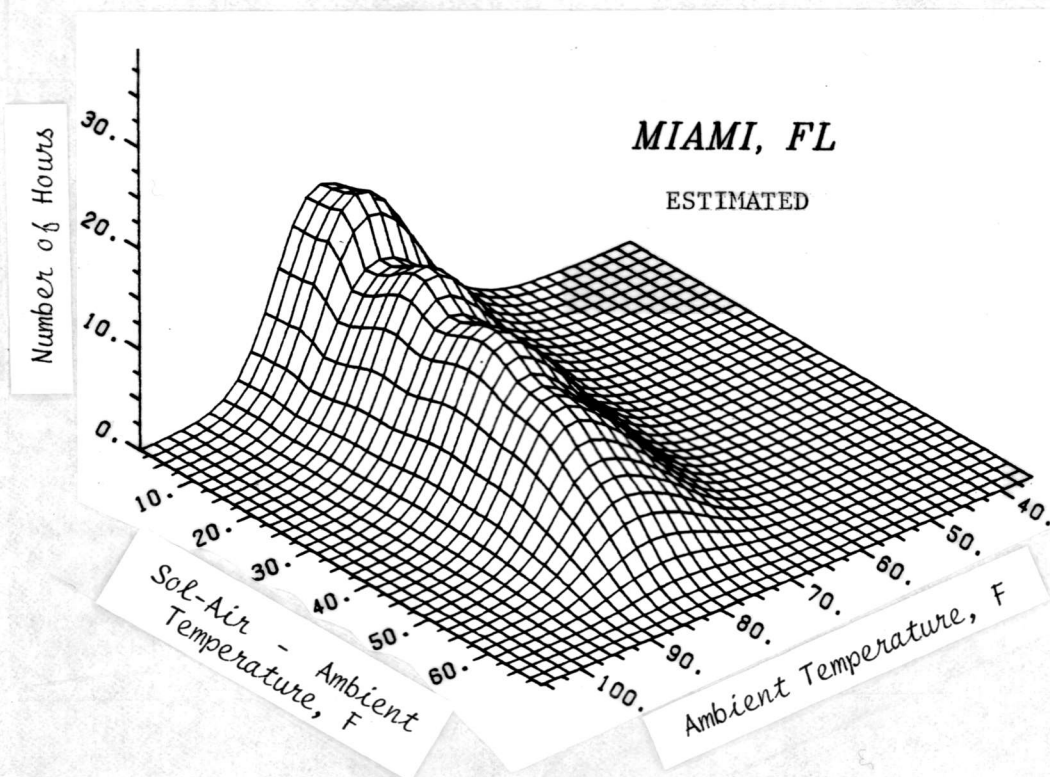 MIAMI, FL
ESTIMATED
Number of Hours
30.
20.
10.
0.
10.
20.
30.
40.
50.
60.
Sol-Air - Ambient
Temperature, F
100.
90.
80.
70.
60.
50.
40.
Ambient Temperature, F